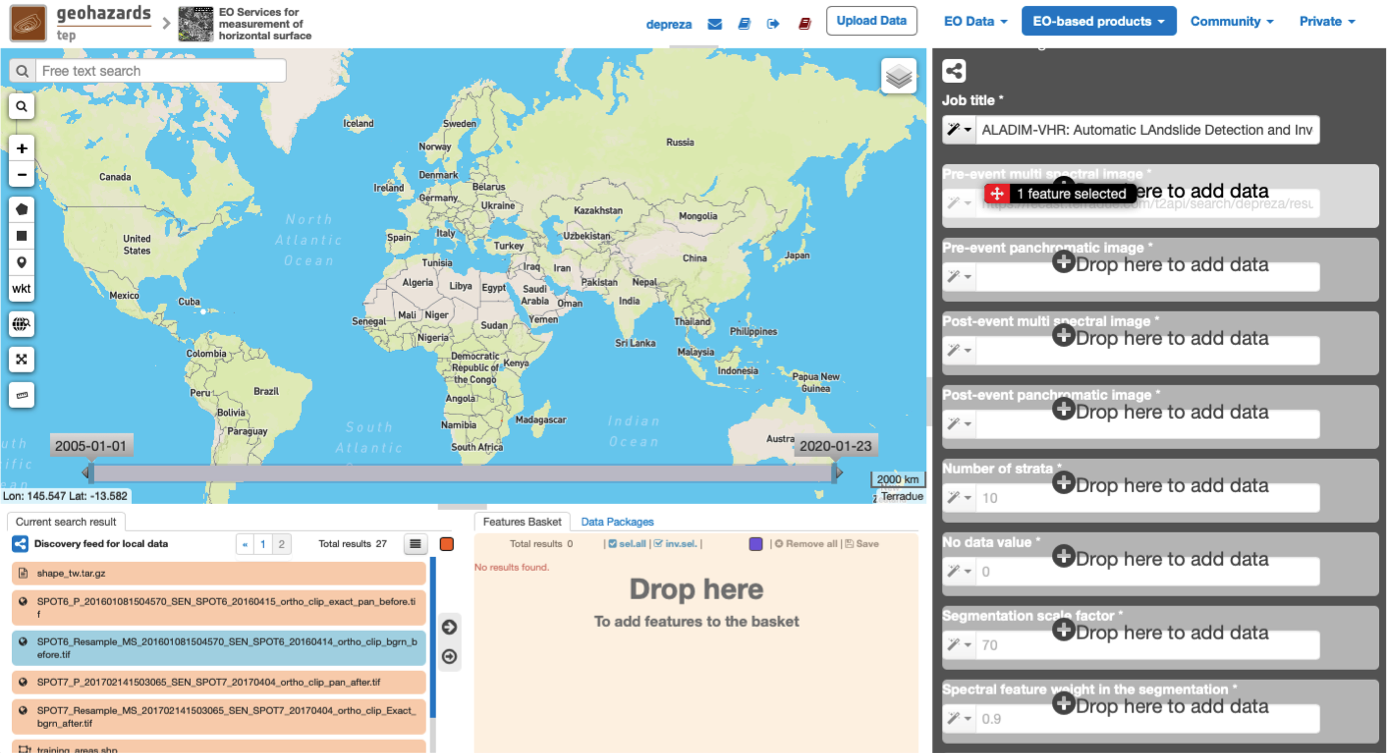 geohazards
tep
EO Services for
measurement of
horizontal surface
depreza
Upload Data
EO Data
EO-based products
Community
Private
Free text search
wkt
Iceland
Sweden
Norway
Russia
Canada
Denmark
Ireland
Belarus
Germany
Ukraine
Kazakhstan
Mongolia
North
Atlantic
Ocean
United
States
Spain
Italy
Uzbekistan
Turkey
Japan
China
Tunisia
Iraq
Iran
Algeria
Libya
Egypt
Saudi
Arabia
Pakistan
Nepal
Mexico
Cuba
Oman
India
Mali
Niger
Senegal
Sudan
Yemen
Thailand
Philippines
Nigeria
Sri Lanka
Colombia
Democratic
Republic of
the Congo
Kenya
Malaysia
Indonesia
Papua New
Guinea
Peru
Brazil
Angola
Bolivia
Madagascar
Indian
Ocean
Namibia
South
Atlantic
Paraguay
South Africa
Austra
2005-01-01
2020-01-23
2000 km
Lon: 145.547 Lat: -13.582
Terradue
Current search result
Discovery feed for local data
« 1 2
Total results 27
shape_tw.tar.gz
SPOT6_P_201601081504570_SEN_SPOT6_20160415_ortho_clip_exact_pan_before.ti
f
SPOT6_Resample_MS_201601081504570_SEN_SPOT6_20160414_ortho_clip_bgrn_b
efore.tif
SPOT7_P_201702141503065_SEN_SPOT7_20170404_ortho_clip_pan_after.tif
SPOT7_Resample_MS_201702141503065_SEN_SPOT7_20170404_ortho_clip_Exact_
bgrn_after.tif
training_areas.shp
Features Basket
Data Packages
Total results 0 | sel.all | inv.sel. | Remove all | Save
No results found.
Drop here
To add features to the basket
Job title *
ALADIM-VHR: Automatic LAndslide Detection and Inv
Pre-event multi spectral image *
1 feature selected
ere to add data
Pre-event panchromatic image *
Drop here to add data
Post-event multi spectral image *
Drop here to add data
Post-event panchromatic image *
Drop here to add data
Number of strata *
Drop here to add data
10
No data value *
Drop here to add data
0
Segmentation scale factor *
Drop here to add data
70
Spectral feature weight in the segmentation *
Drop here to add data
0.9